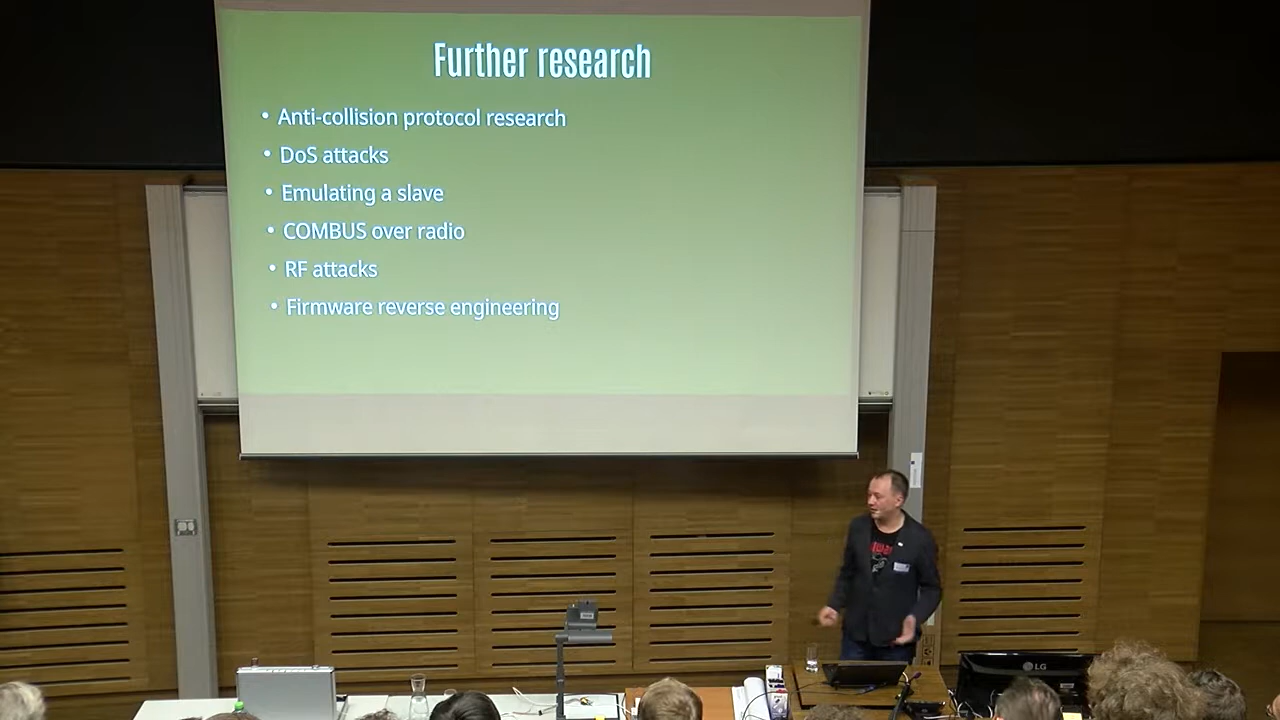 Further research
• Anti-collision protocol research
• DoS attacks
• Emulating a slave
• COMBUS over radio
• RF attacks
• Firmware reverse engineering
LG